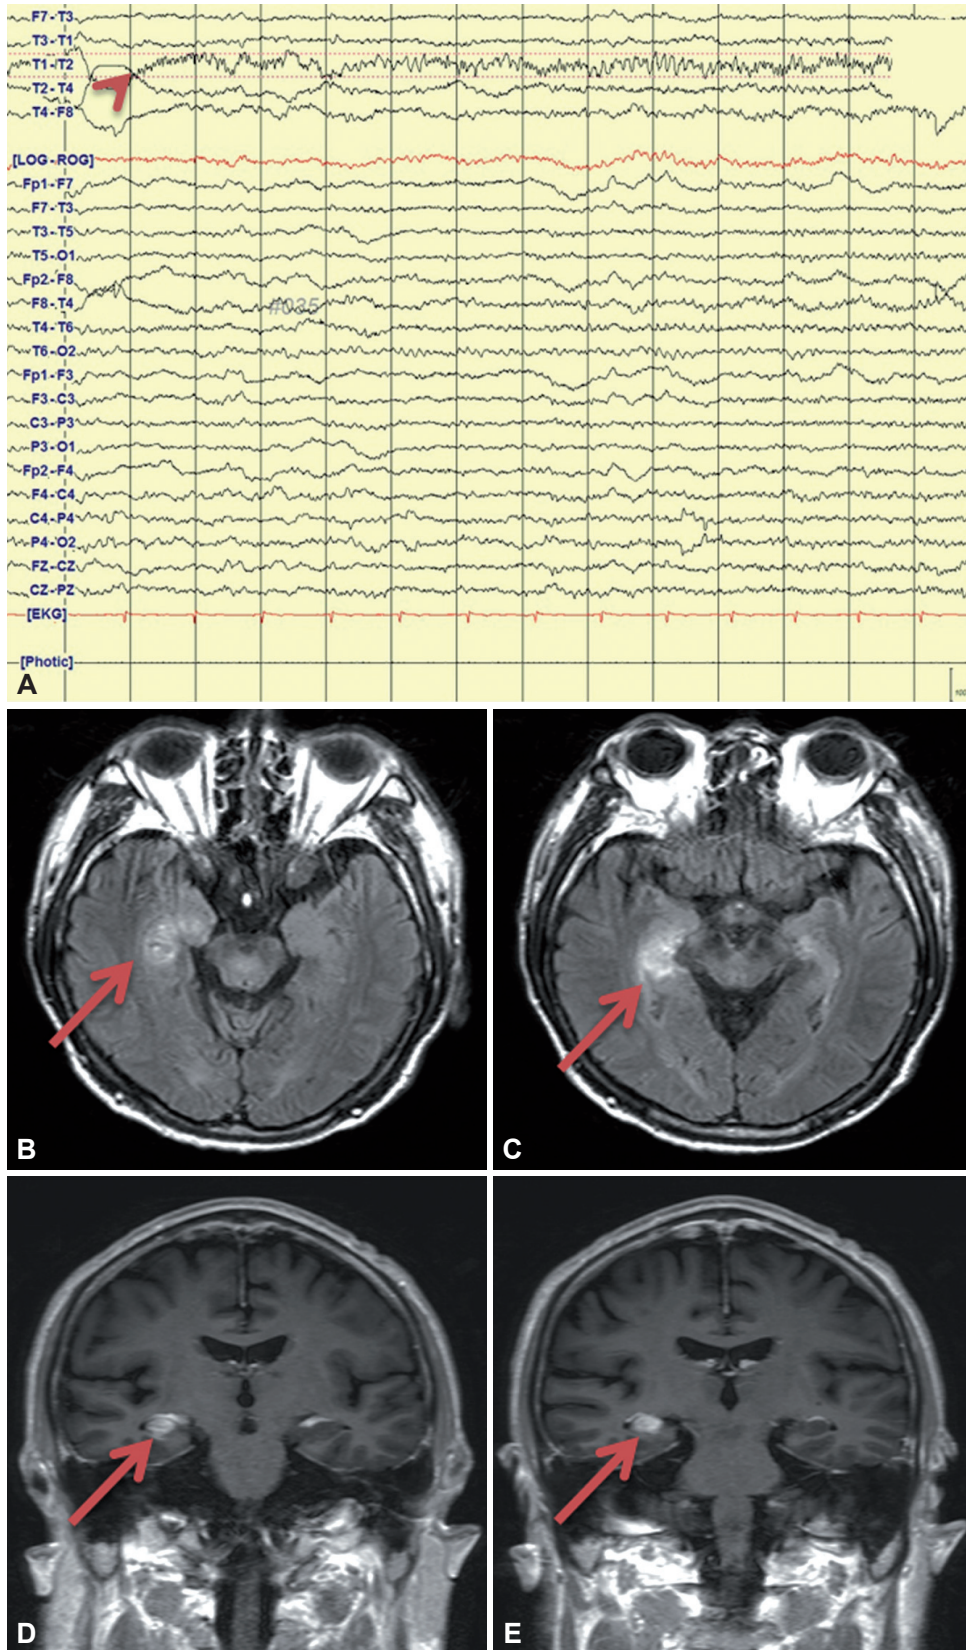 F7-T3
T3-T1
T1-T2
T2-T4
T4-F8
[LOG-ROG]
Fp1-F7
F7-T3
T3-T5
T5-O1
Fp2-F8
F8-T4
#035
T4-T6
T6-O2
Fp1-F3
F3-C3
C3-P3
P3-O1
Fp2-F4
F4-C4
C4-P4
P4-O2
FZ-CZ
CZ-PZ
[EKG]
[Photic]
A
B
C
D
E